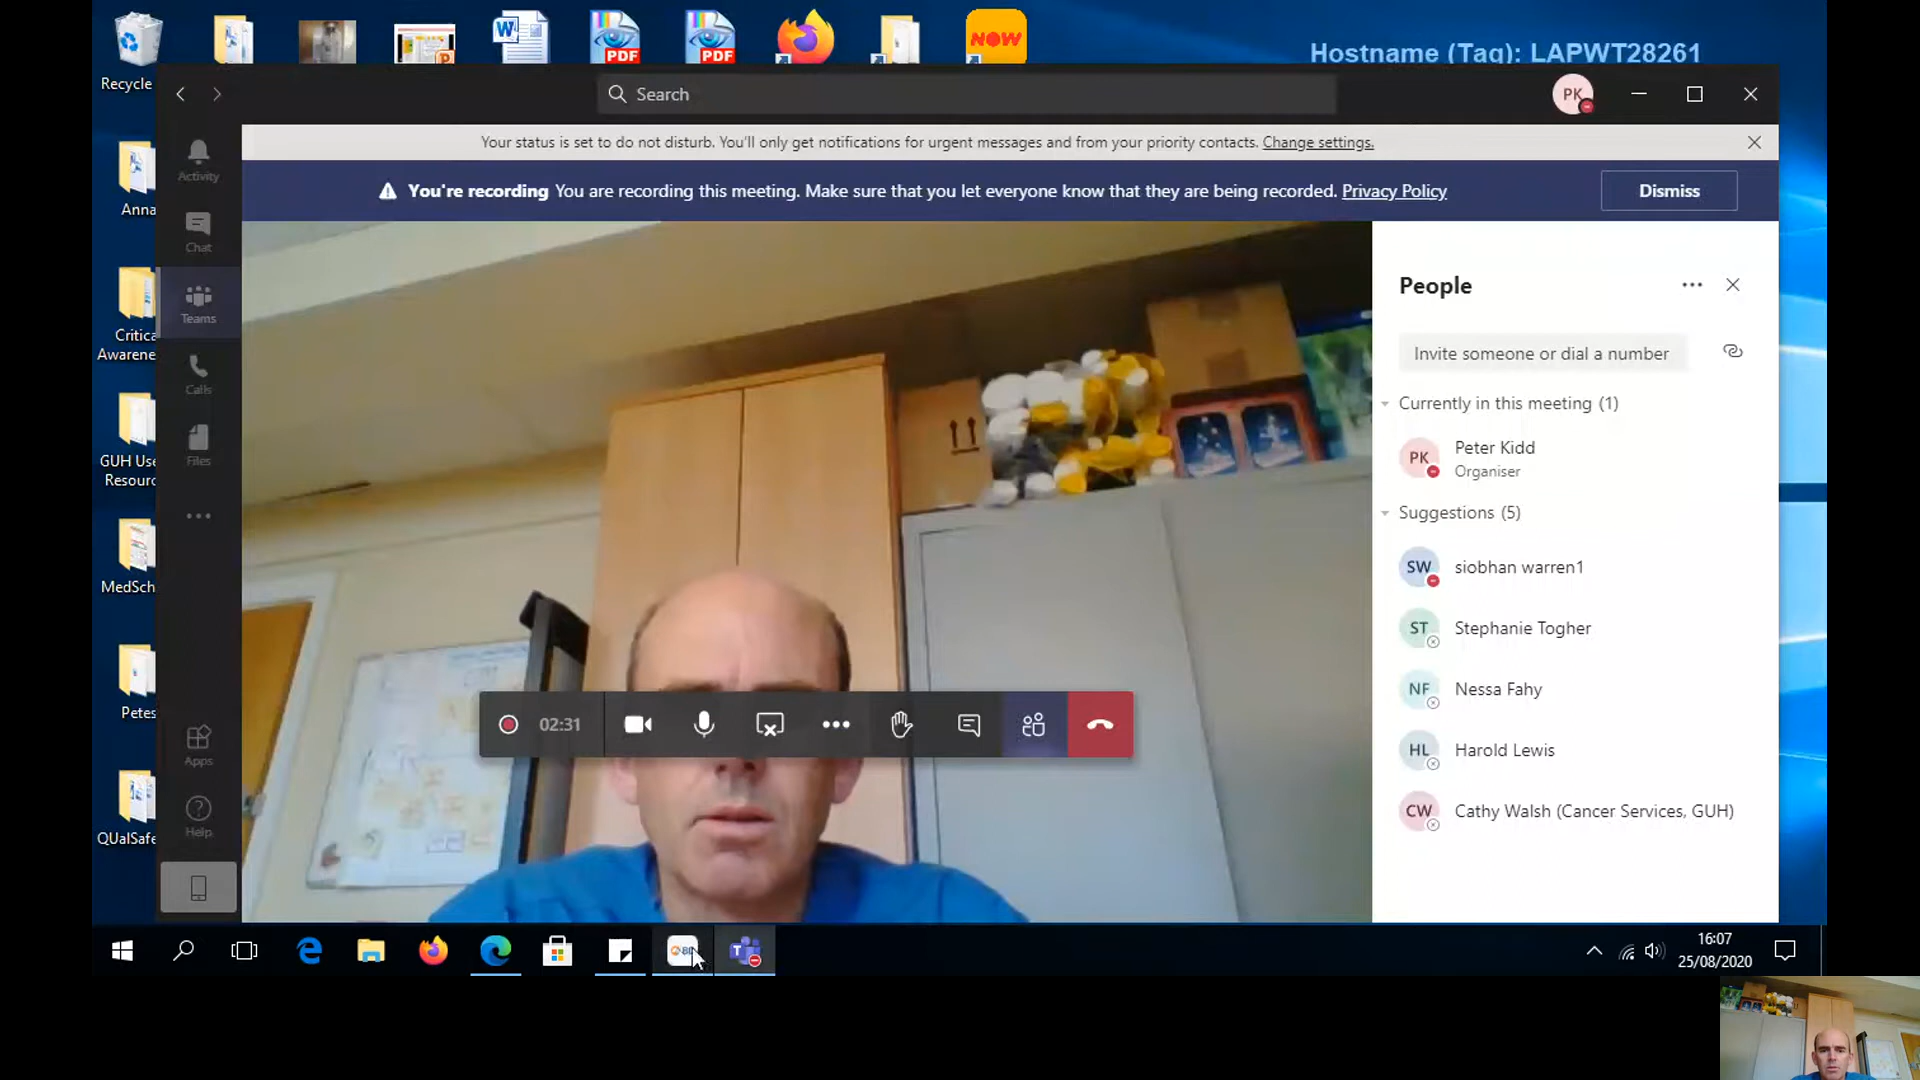 W
PDF
PDF
NOW
Hostname (Tag): LAPWT28261
Recycle
Search
PK
Your status is set to do not disturb. You'll only get notifications for urgent messages and from your priority contacts. Change settings.
Activity
You're recording You are recording this meeting. Make sure that you let everyone know that they are being recorded. Privacy Policy
Dismiss
Anna
Chat
Teams
People
Critica
Awarene
Invite someone or dial a number
Calls
Currently in this meeting (1)
PK
Peter Kidd
Organiser
GUH Use
Resourc
Files
Suggestions (5)
SW
siobhan warren1
MedSch
ST
Stephanie Togher
NF
Nessa Fahy
Petes
02:31
HL
Harold Lewis
Apps
CW
Cathy Walsh (Cancer Services, GUH)
QUalSafe
Help
16:07
25/08/2020